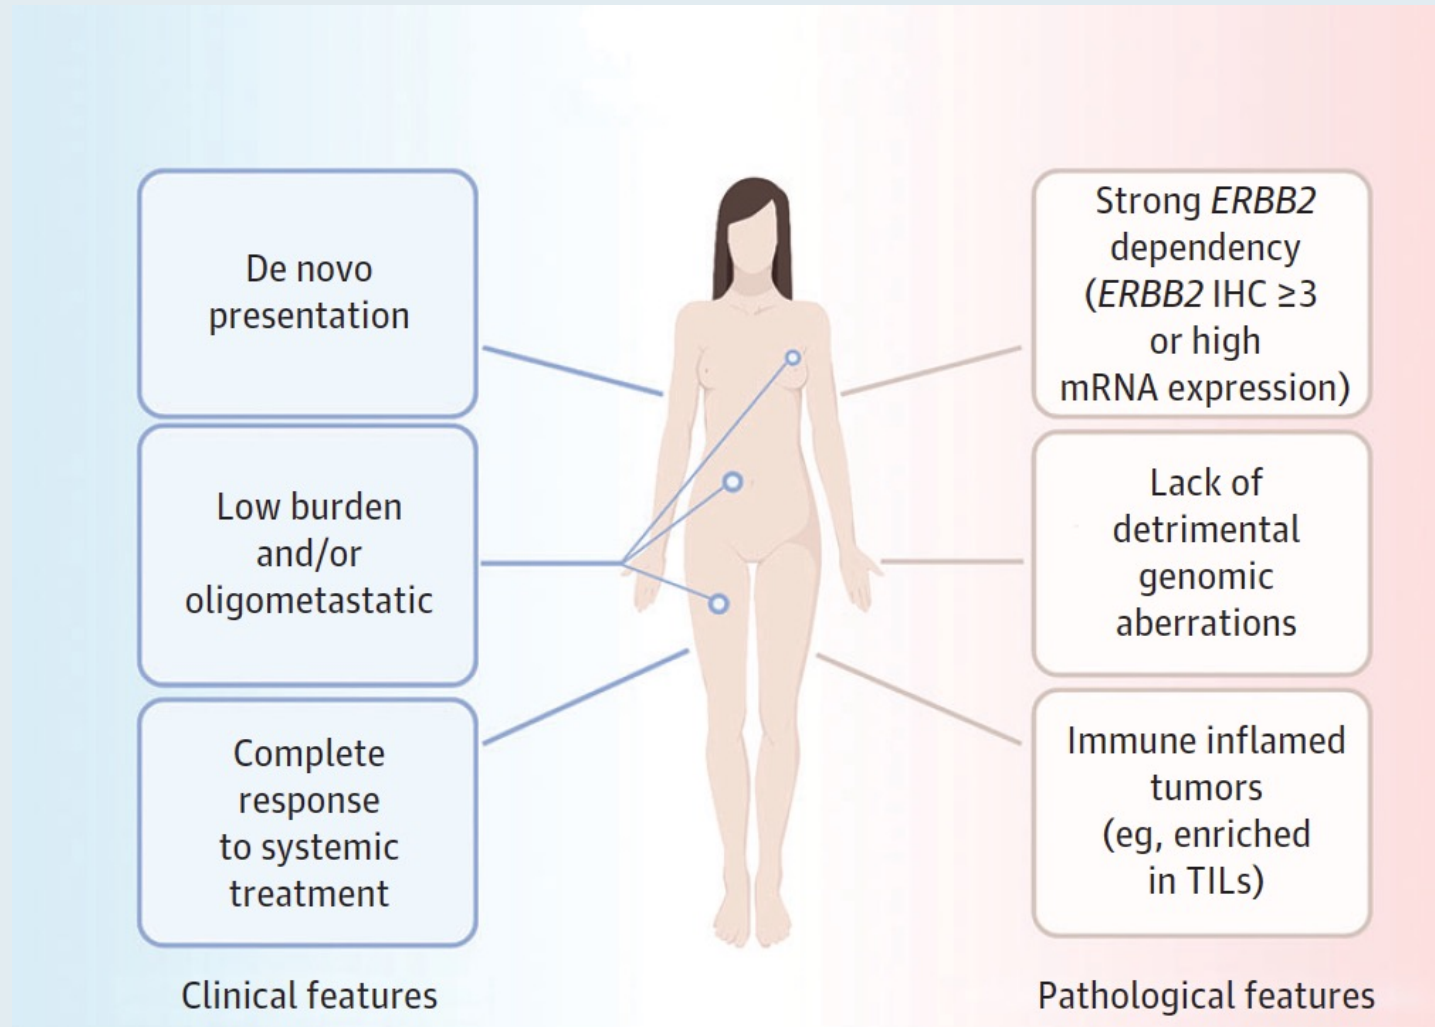 De novo
presentation
Low burden
and/or
oligometastatic
Complete
response
to systemic
treatment
Clinical features
Strong ERBB2
dependency
(ERBB2 IHC ≥3
or high
mRNA expression)
Lack of
detrimental
genomic
aberrations
Immune inflamed
tumors
(eg, enriched
in TILs)
Pathological features